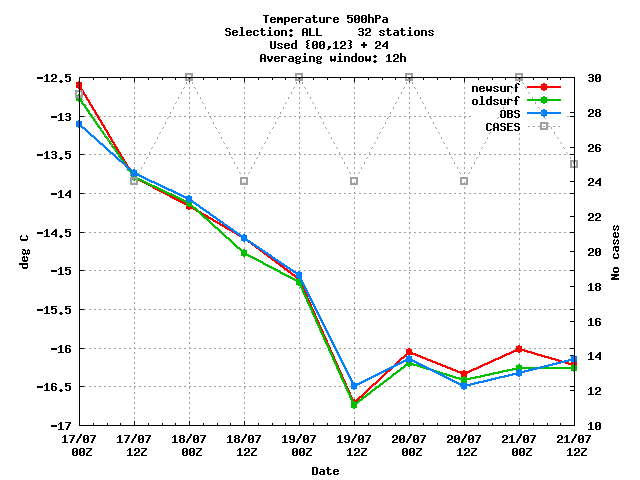 Temperature 500hPa
Selection: ALL 32 stations
Used {00,12} + 24
Averaging window: 12h
newsurf
oldsurf
OBS
CASES
-12.5
-13
-13.5
-14
-14.5
-15
-15.5
-16
-16.5
-17
deg C
30
28
26
24
22
20
18
16
14
12
10
No cases
17/07 17/07 18/07 18/07 19/07 19/07 20/07 20/07 21/07 21/07
00Z 12Z 00Z 12Z 00Z 12Z 00Z 12Z 00Z 12Z
Date